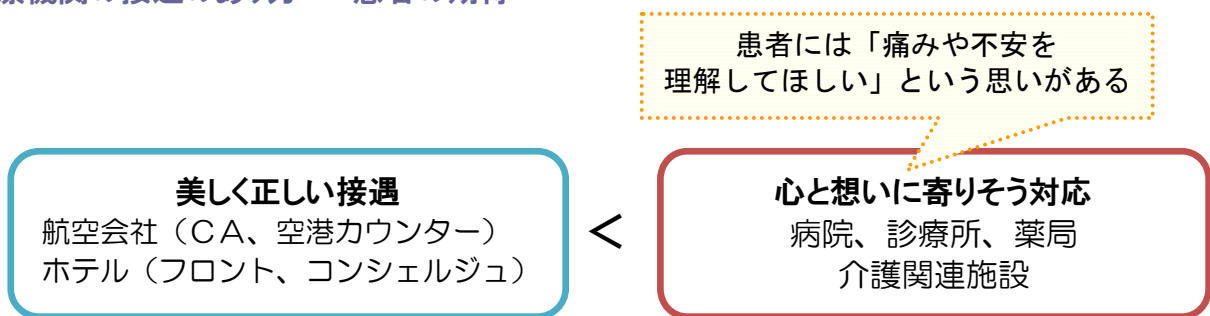 患者には「痛みや不安を
理解してほしい」という思いがある
美しく正しい接遇
航空会社（ＣＡ、空港カウンター）
ホテル（フロント、コンシェルジュ）
＜
心と想いに寄りそう対応
病院、診療所、薬局
介護関連施設